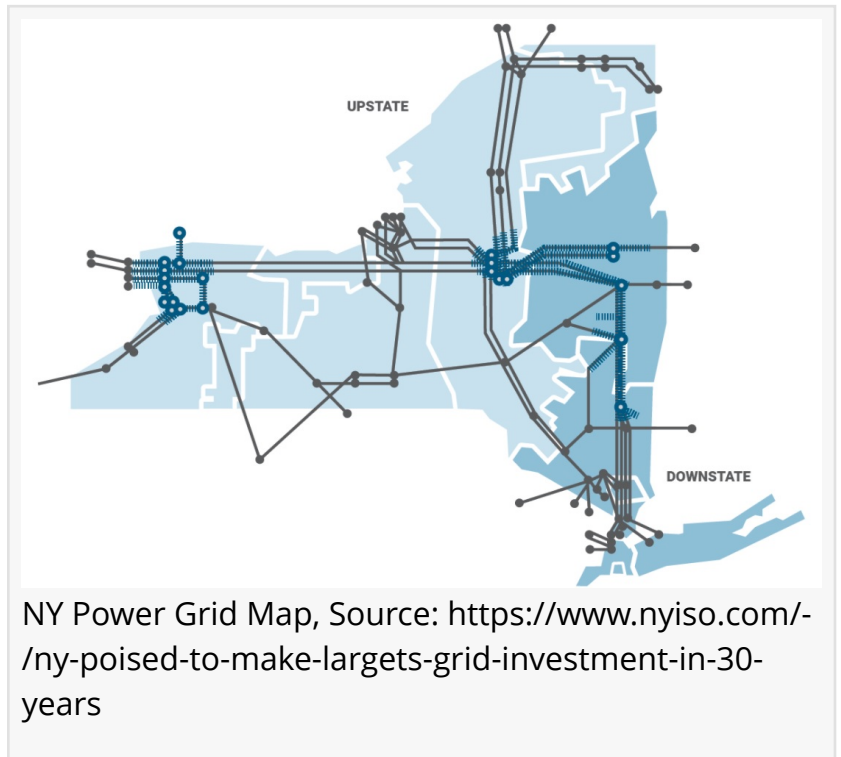 UPSTATE
DOWNSTATE
NY Power Grid Map, Source: https://www.nyiso.com/-
/ny-poised-to-make-largets-grid-investment-in-30-
years